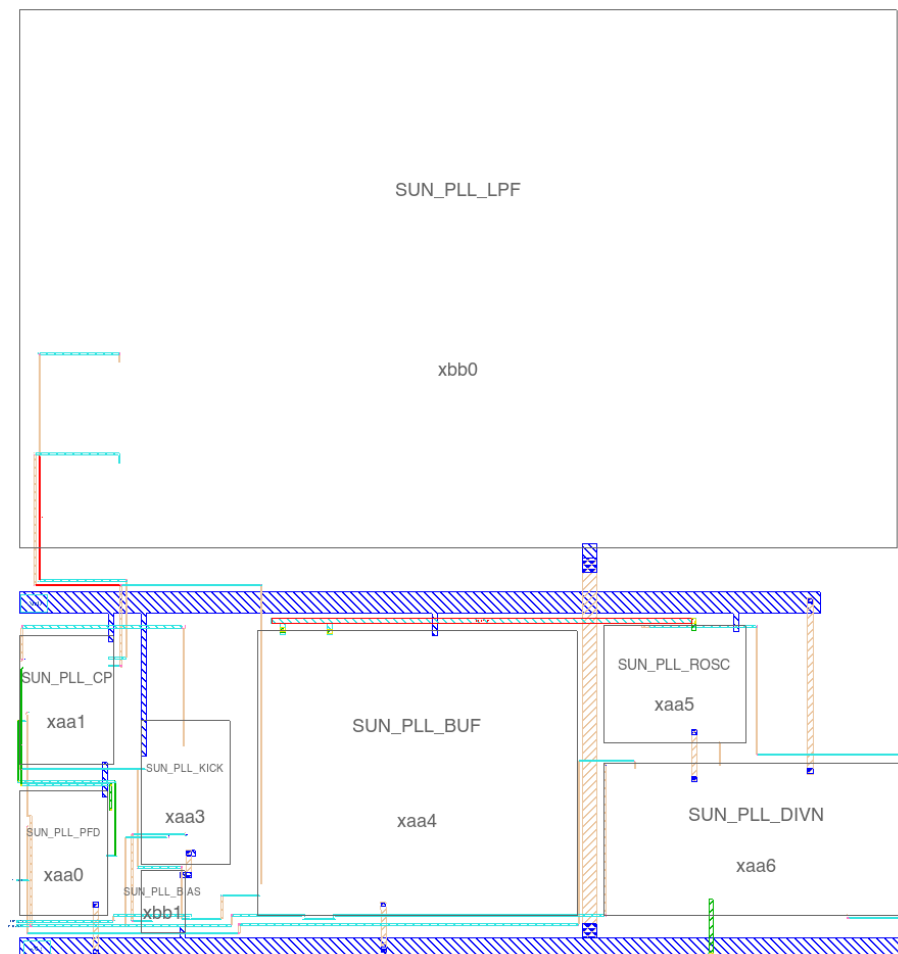 SUN_PLL_LPF
xbb0
SUN_PLL_CP
xaa1
SUN_PLL_ROSC
xaa5
SUN_PLL_BUF
xaa4
SUN_PLL_KICK
xaa3
SUN_PLL_DIVN
xaa6
SUN_PLL_PFD
xaa0
SUN_PLL_BIAS
xbb1